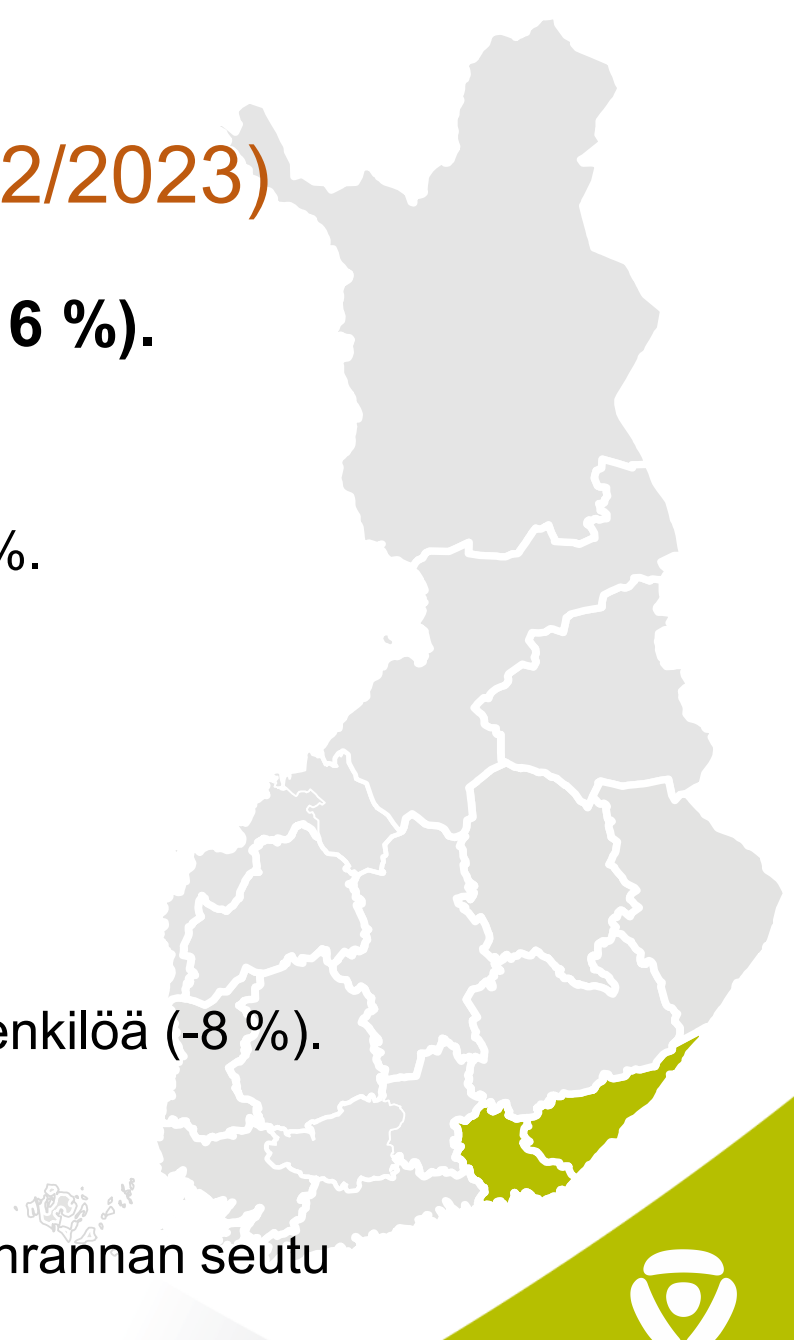 2/2023)
6 %).
%.
enkilöä (-8 %).
nrannan seutu